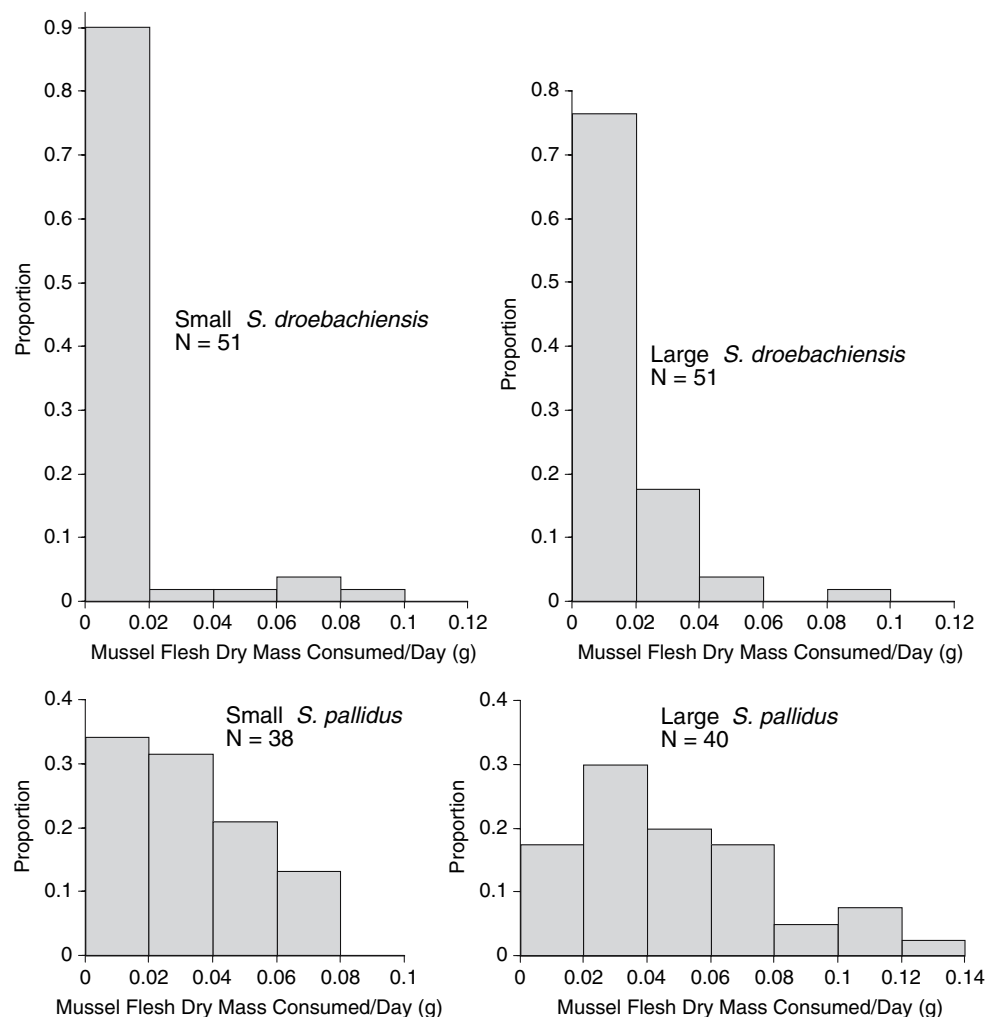 0.9
0.8
0.7
0.6
0.5
0.4
0.3
0.2
0.1
0
Proportion
Small S. droebachiensis
N = 51
0 0.02 0.04 0.06 0.08 0.1 0.12
Mussel Flesh Dry Mass Consumed/Day (g)
0.8
0.7
0.6
0.5
0.4
0.3
0.2
0.1
0
Proportion
Large S. droebachiensis
N = 51
0 0.02 0.04 0.06 0.08 0.1 0.12
Mussel Flesh Dry Mass Consumed/Day (g)
0.4
0.3
0.2
0.1
0
Proportion
Small S. pallidus
N = 38
0 0.02 0.04 0.06 0.08 0.1
Mussel Flesh Dry Mass Consumed/Day (g)
0.4
0.3
0.2
0.1
0
Proportion
Large S. pallidus
N = 40
0 0.02 0.04 0.06 0.08 0.1 0.12 0.14
Mussel Flesh Dry Mass Consumed/Day (g)